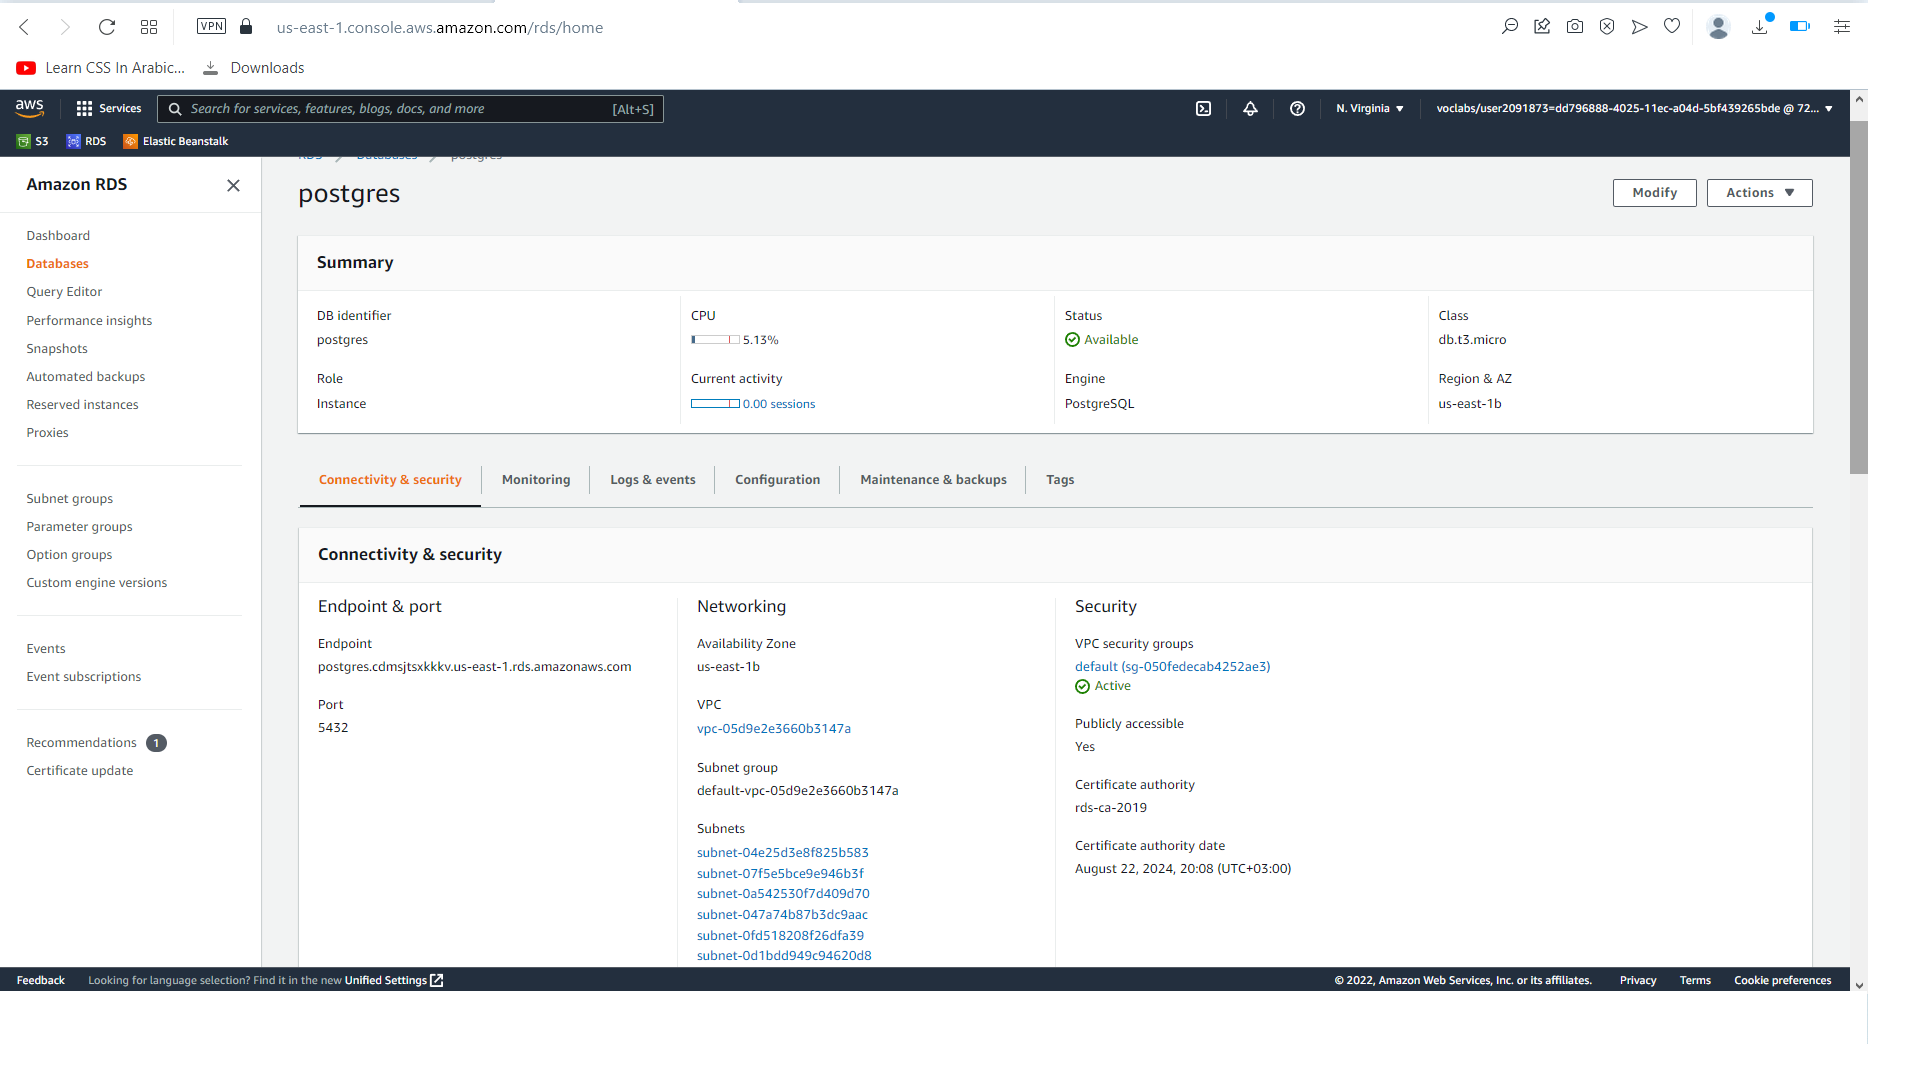 VPN
us-east-1.console.aws.amazon.com/rds/home
Learn CSS In Arabic...
Downloads
aws
Services
Search for services, features, blogs, docs, and more
[Alt+S]
N. Virginia
voclabs/user2091873=dd796888-4025-11ec-a04d-5bf439265bde @ 72...
S3
RDS
Elastic Beanstalk
Amazon RDS
Dashboard
Databases
Query Editor
Performance insights
Snapshots
Automated backups
Reserved instances
Proxies
Subnet groups
Parameter groups
Option groups
Custom engine versions
Events
Event subscriptions
Recommendations 1
Certificate update
RDS
Databases
postgres
postgres
Modify
Actions
Summary
DB identifier
postgres
CPU
5.13%
Status
Available
Class
db.t3.micro
Role
Instance
Current activity
0.00 sessions
Engine
PostgreSQL
Region & AZ
us-east-1b
Connectivity & security
Monitoring
Logs & events
Configuration
Maintenance & backups
Tags
Connectivity & security
Endpoint & port
Endpoint
postgres.cdmsjtsxkkkv.us-east-1.rds.amazonaws.com
Port
5432
Networking
Availability Zone
us-east-1b
VPC
vpc-05d9e2e3660b3147a
Subnet group
default-vpc-05d9e2e3660b3147a
Subnets
subnet-04e25d3e8f825b583
subnet-07f5e5bce9e946b3f
subnet-0a542530f7d409d70
subnet-047a74b87b3dc9aac
subnet-0fd518208f26dfa39
subnet-0d1bdd949c94620d8
Security
VPC security groups
default (sg-050fedecab4252ae3)
Active
Publicly accessible
Yes
Certificate authority
rds-ca-2019
Certificate authority date
August 22, 2024, 20:08 (UTC+03:00)
Feedback
Looking for language selection? Find it in the new Unified Settings
© 2022, Amazon Web Services, Inc. or its affiliates.
Privacy
Terms
Cookie preferences